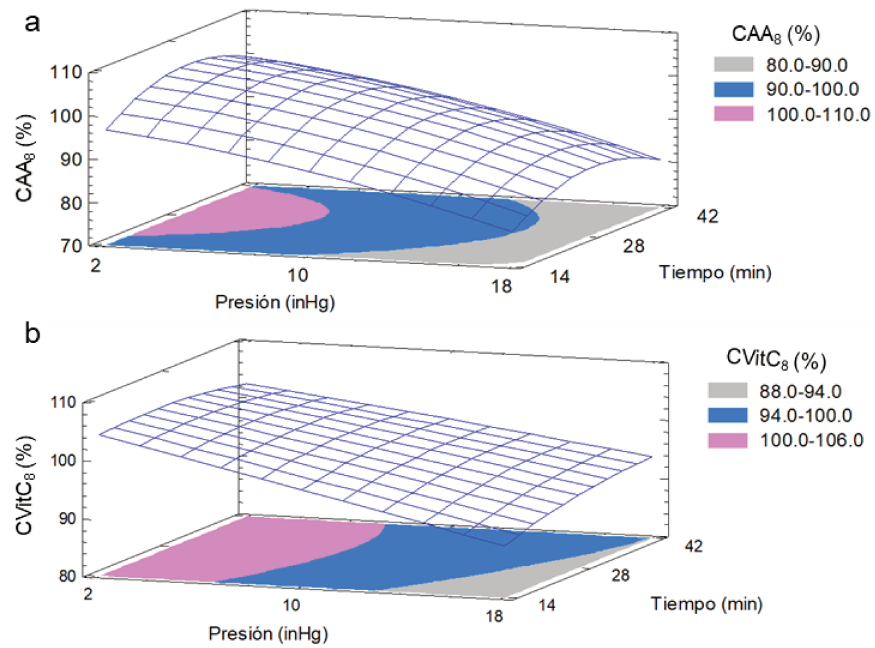 a
CAA₈ (%)
80.0-90.0
90.0-100.0
100.0-110.0
CAA₈ (%)
110
100
90
80
70
2
10
18
Presión (inHg)
14
28
42
Tiempo (min)
b
CVitC₈ (%)
88.0-94.0
94.0-100.0
100.0-106.0
CVitC₈ (%)
110
100
90
80
2
10
18
Presión (inHg)
14
28
42
Tiempo (min)